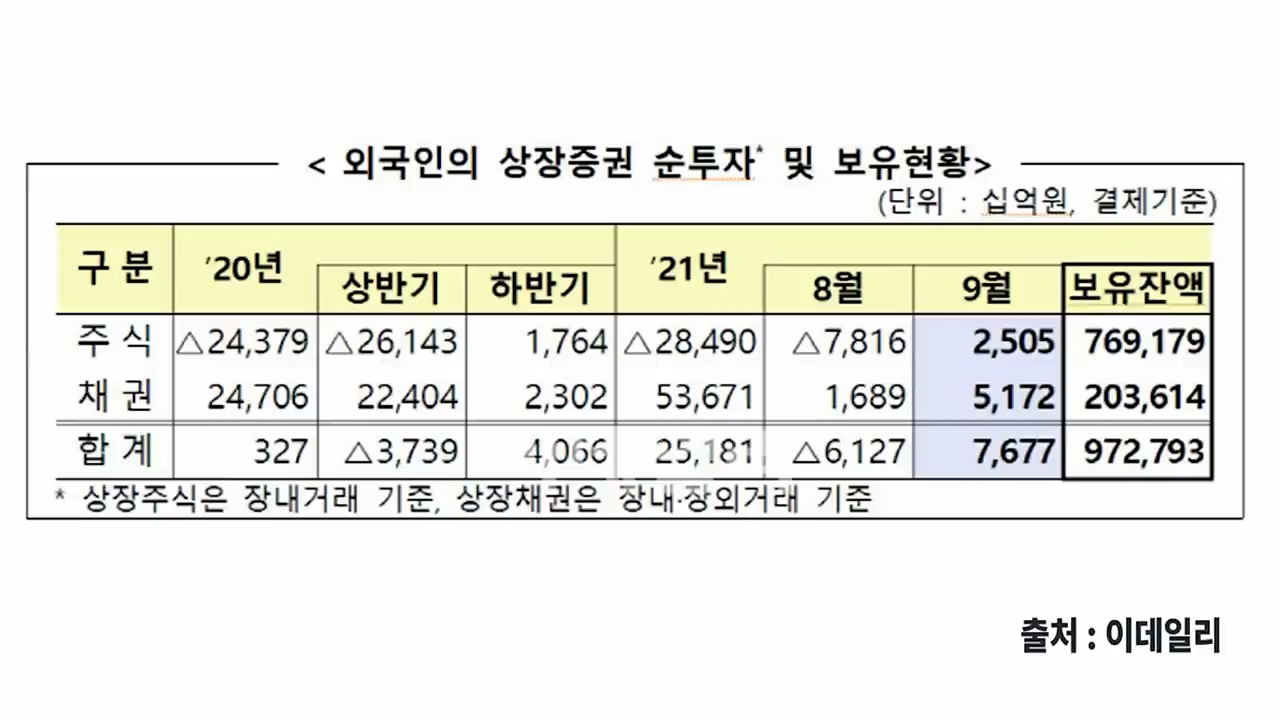 < 외국인의 상장증권 순투자* 및 보유현황>
(단위 : 십억원, 결제기준)
구 분 ′20년 상반기 하반기 ′21년 8월 9월 보유잔액
주 식 △24,379 △26,143 1,764 △28,490 △7,816 2,505 769,179
채 권 24,706 22,404 2,302 53,671 1,689 5,172 203,614
합 계 327 △3,739 4,066 25,181 △6,127 7,677 972,793
* 상장주식은 장내거래 기준, 상장채권은 장내·장외거래 기준
출처 : 이데일리